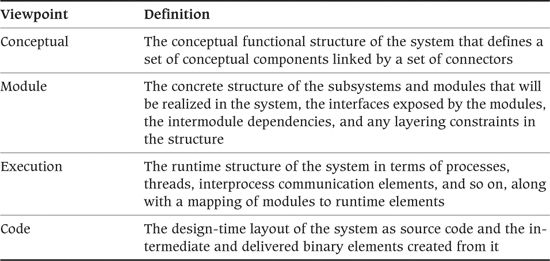 Viewpoint Definition
Conceptual The conceptual functional structure of the system that defines a
set of conceptual components linked by a set of connectors
Module The concrete structure of the subsystems and modules that will
be realized in the system, the interfaces exposed by the modules,
the intermodule dependencies, and any layering constraints in
the structure
Execution The runtime structure of the system in terms of processes,
threads, interprocess communication elements, and so on, along
with a mapping of modules to runtime elements
Code The design-time layout of the system as source code and the in-
termediate and delivered binary elements created from it